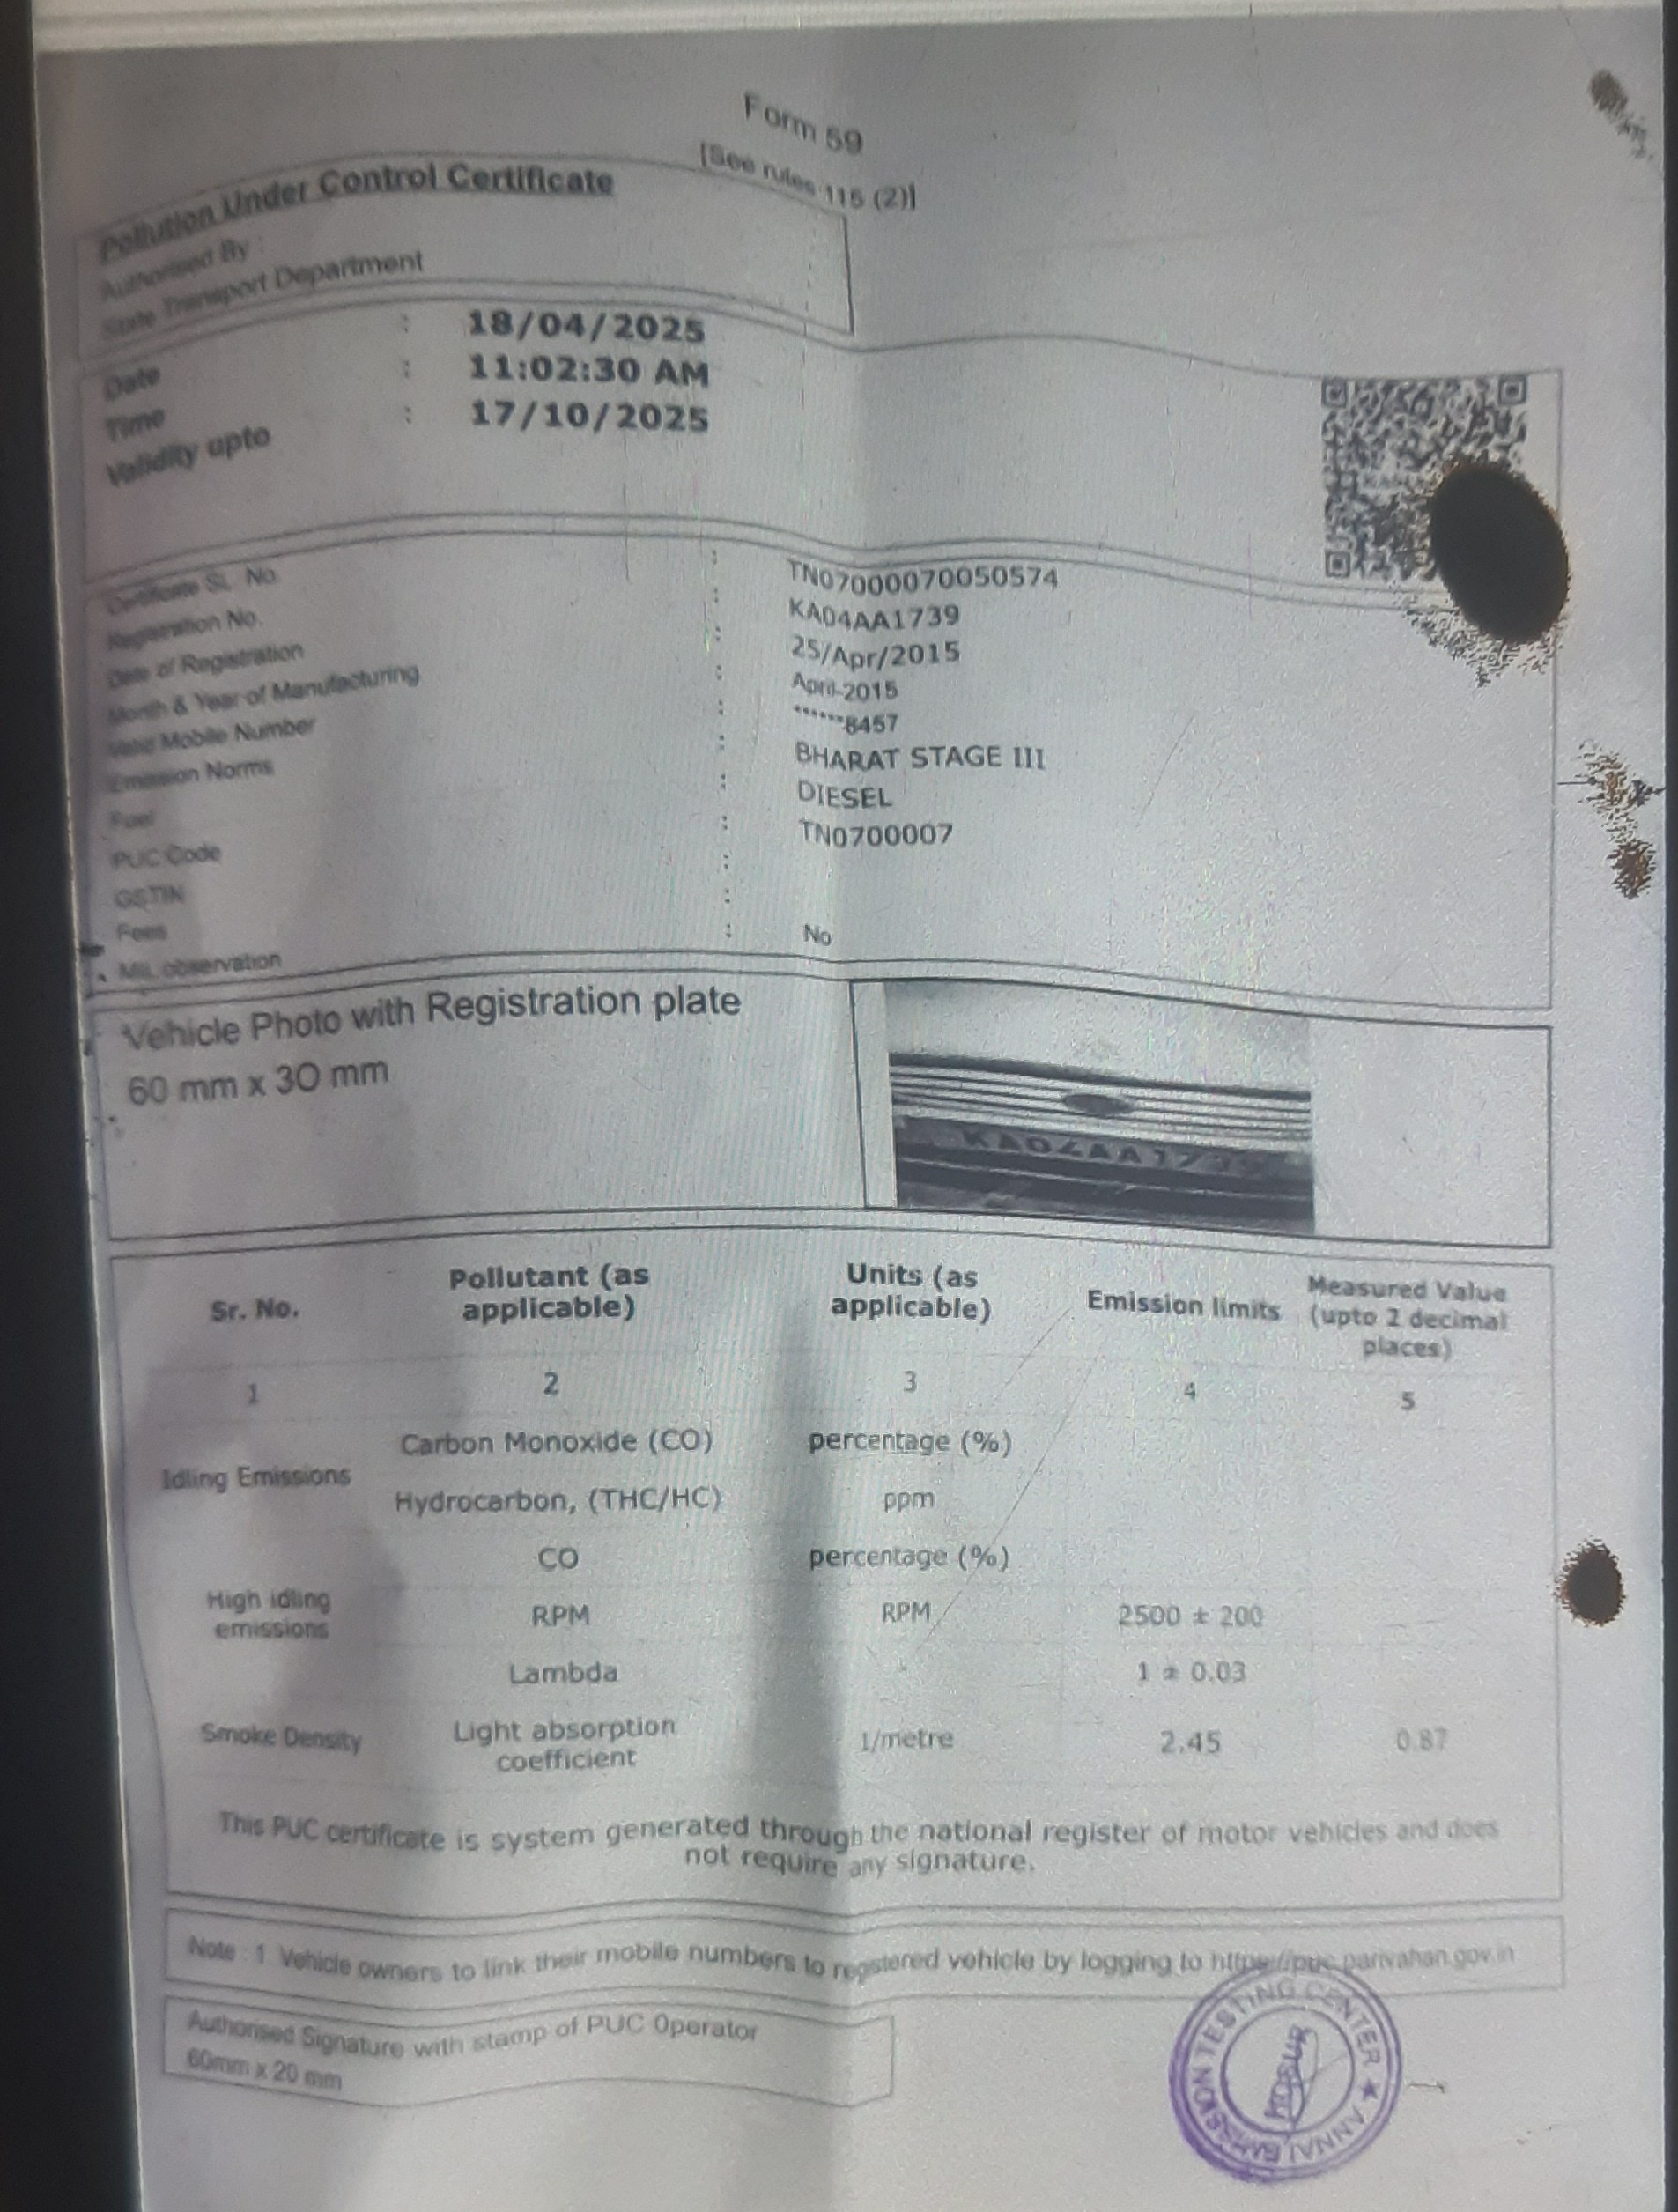 Form 59
[See rules 115 (2)]
Pollution Under Control Certificate
Authorised By :
State Transport Department
Date : 18/04/2025
Time : 11:02:30 AM
Validity upto : 17/10/2025
Certificate SL. No. : TN07000070050574
Registration No. : KA04AA1739
Date of Registration : 25/Apr/2015
Month & Year of Manufacturing : April-2015
Valid Mobile Number : ******8457
Emission Norms : BHARAT STAGE III
Fuel : DIESEL
PUC Code : TN0700007
GSTIN :
Fees :
MIL observation : No
Vehicle Photo with Registration plate
60 mm x 30 mm
KA04AA1739
Sr. No. Pollutant (as applicable) Units (as applicable) Emission limits Measured Value (upto 2 decimal places)
1 2 3 4 5
Idling Emissions Carbon Monoxide (CO) percentage (%)
Hydrocarbon, (THC/HC) ppm
High idling emissions CO percentage (%)
RPM RPM 2500 ± 200
Lambda 1 ± 0.03
Smoke Density Light absorption coefficient 1/metre 2.45 0.87
This PUC certificate is system generated through the national register of motor vehicles and does
not require any signature.
Note : 1 Vehicle owners to link their mobile numbers to registered vehicle by logging to https://puc.parivahan.gov.in
Authorised Signature with stamp of PUC Operator
60mm x 20 mm
ANNAI EMISSION TESTING CENTER ★